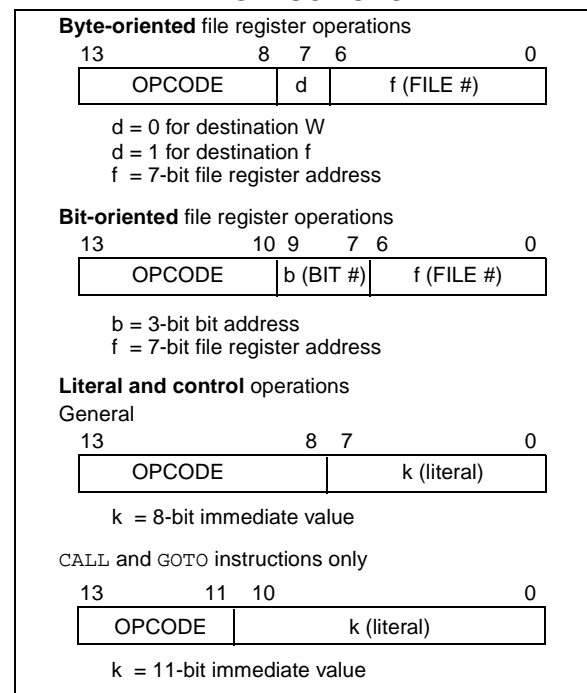 Byte-oriented file register operations
13 8 7 6 0
OPCODE d f (FILE #)
d = 0 for destination W
d = 1 for destination f
f = 7-bit file register address
Bit-oriented file register operations
13 10 9 7 6 0
OPCODE b (BIT #) f (FILE #)
b = 3-bit bit address
f = 7-bit file register address
Literal and control operations
General
13 8 7 0
OPCODE k (literal)
k = 8-bit immediate value
CALL and GOTO instructions only
13 11 10 0
OPCODE k (literal)
k = 11-bit immediate value